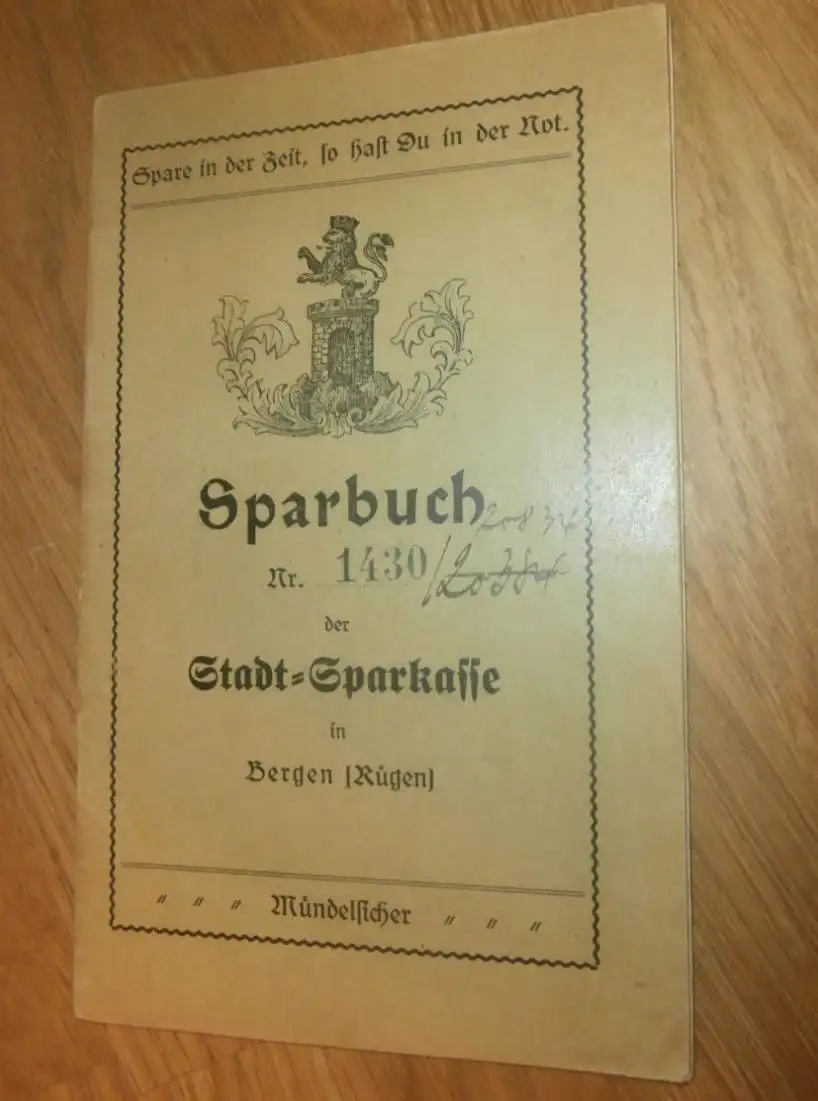 Spare in der Zeit, so hast Du in der Not.
Sparbuch
Nr. 1430/
der
Stadt=Sparkasse
in
Bergen (Rügen)
" " " Mündelsicher " " "